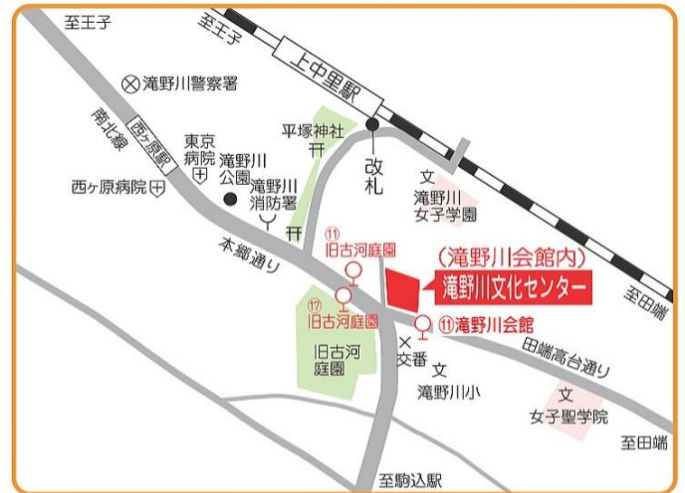 至王子
至王子
上中里駅
滝野川警察署
南北線
西ヶ原駅
東京
病院
平塚神社
改札
西ヶ原病院
滝野川
公園
滝野川
消防署
文
滝野川
女子学園
本郷通り
⑪
旧古河庭園
(滝野川会館内)
滝野川文化センター
至田端
⑰
旧古河庭園
⑪滝野川会館
旧古河
庭園
交番
文
滝野川小
田端高台通り
文
女子聖学院
至田端
至駒込駅